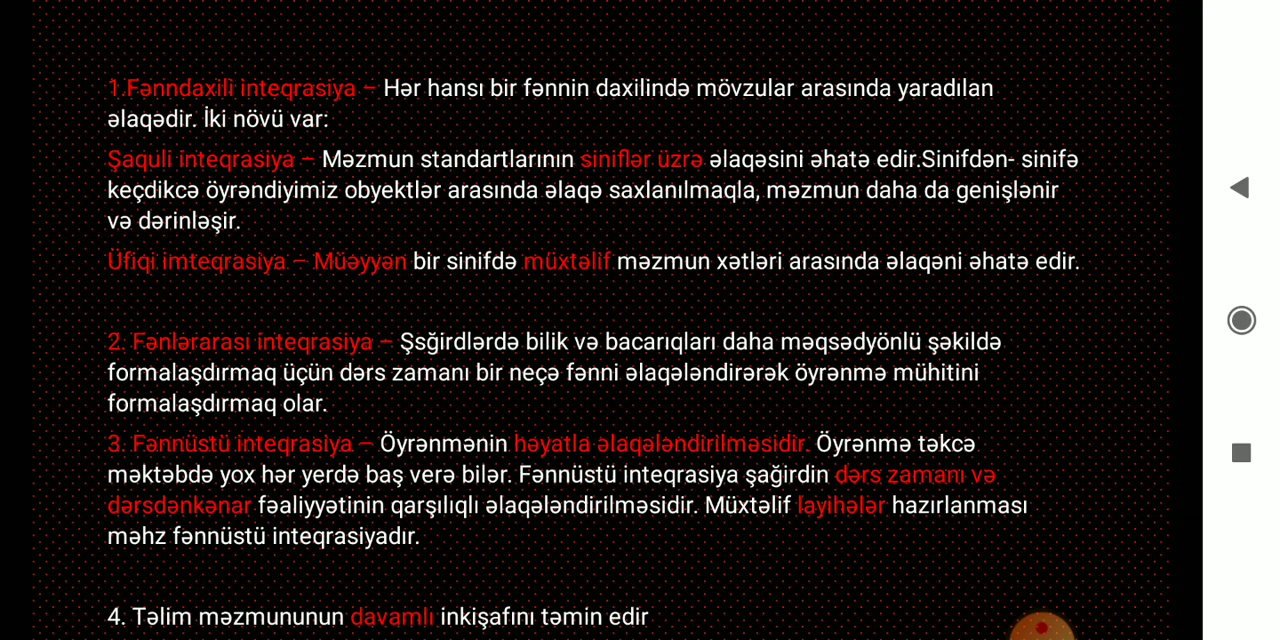 1.Fənndaxili inteqrasiya – Hər hansı bir fənnin daxilində mövzular arasında yaradılan
əlaqədir. İki növü var:
Şaquli inteqrasiya – Məzmun standartlarının siniflər üzrə əlaqəsini əhatə edir.Sinifdən- sinifə
keçdikcə öyrəndiyimiz obyektlər arasında əlaqə saxlanılmaqla, məzmun daha da genişlənir
və dərinləşir.
Üfiqi imteqrasiya – Müəyyən bir sinifdə müxtəlif məzmun xətləri arasında əlaqəni əhatə edir.
2. Fənlərarası inteqrasiya – Şsğirdlərdə bilik və bacarıqları daha məqsədyönlü şəkildə
formalaşdırmaq üçün dərs zamanı bir neçə fənni əlaqələndirərək öyrənmə mühitini
formalaşdırmaq olar.
3. Fənnüstü inteqrasiya – Öyrənmənin həyatla əlaqələndirilməsidir. Öyrənmə təkcə
məktəbdə yox hər yerdə baş verə bilər. Fənnüstü inteqrasiya şağirdin dərs zamanı və
dərsdənkənar fəaliyyətinin qarşılıqlı əlaqələndirilməsidir. Müxtəlif layihələr hazırlanması
məhz fənnüstü inteqrasiyadır.
4. Təlim məzmununun davamlı inkişafını təmin edir